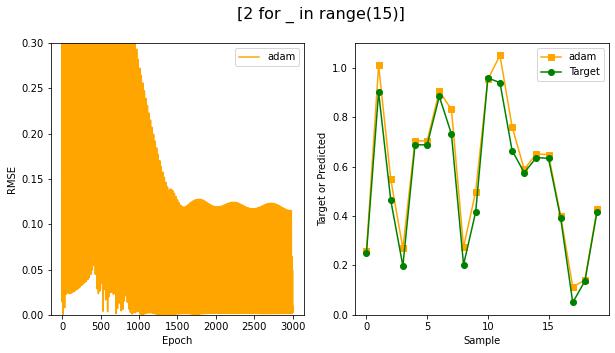 [2 for _ in range(15)]
adam
RMSE
0.30
0.25
0.20
0.15
0.10
0.05
0.00
0 500 1000 1500 2000 2500 3000
Epoch
adam
Target
Target or Predicted
1.0
0.8
0.6
0.4
0.2
0.0
0 5 10 15
Sample